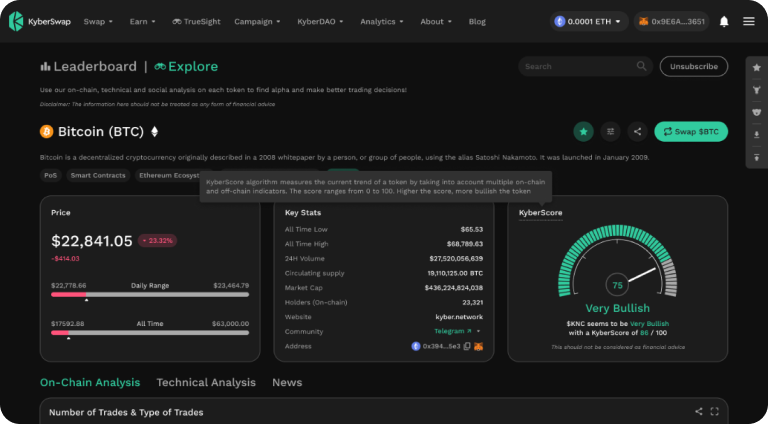 KyberSwap Swap Earn TrueSight Campaign KyberDAO Analytics About Blog 0.0001 ETH 0x9E6A...3651
Leaderboard | Explore Search Unsubscribe
Use our on-chain, technical and social analysis on each token to find alpha and make better trading decisions!
Disclaimer: The information here should not be treated as any form of financial advice
Bitcoin (BTC) Swap $BTC
Bitcoin is a decentralized cryptocurrency originally described in a 2008 whitepaper by a person, or group of people, using the alias Satoshi Nakamoto. It was launched in January 2009.
PoS Smart Contracts Ethereum Ecosyst
KyberScore algorithm measures the current trend of a token by taking into account multiple on-chain
and off-chain indicators. The score ranges from 0 to 100. Higher the score, more bullish the token
Price
$22,841.05 23.32%
-$414.03
$22,778.66 Daily Range $23,464.79
$17592.88 All Time $63,000.00
Key Stats
All Time Low $65.53
All Time High $68,789.63
24H Volume $27,520,056,639
Circulating supply 19,110,125.00 BTC
Market Cap $436,224,824,038
Holders (On-chain) 23,321
Website kyber.network
Community Telegram
Address 0x394...5e3
KyberScore
75
Very Bullish
$KNC seems to be Very Bullish
with a KyberScore of 86 / 100
This should not be considered as financial advice
On-Chain Analysis Technical Analysis News
Number of Trades & Type of Trades